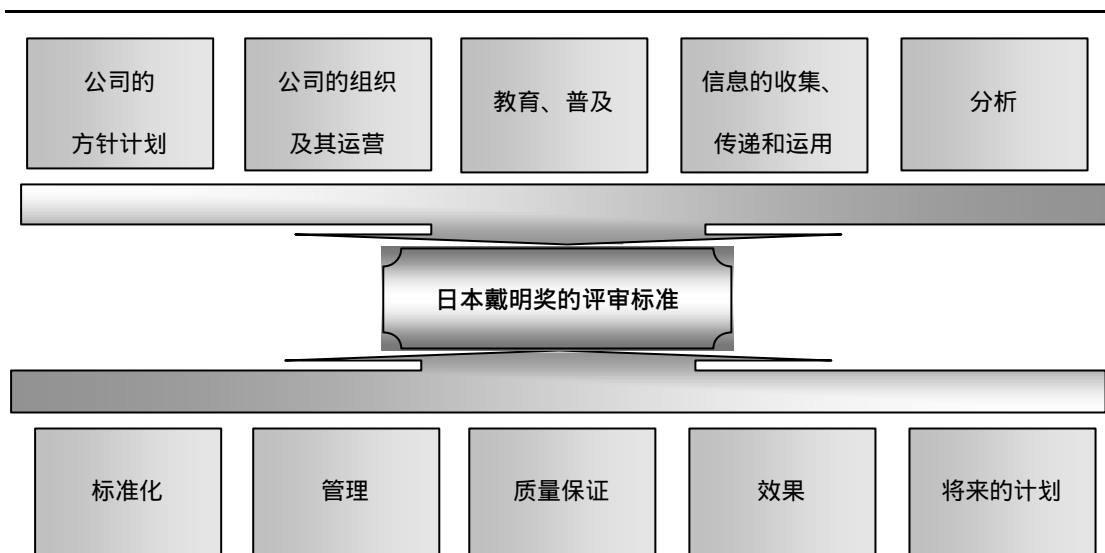 公司的
方针计划
公司的组织
及其运营
教育、普及
信息的收集、
传递和运用
分析
日本戴明奖的评审标准
标准化
管理
质量保证
效果
将来的计划